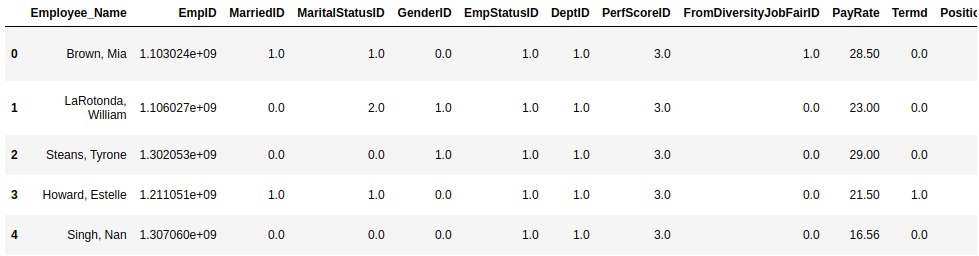 Employee_Name EmpID MarriedID MaritalStatusID GenderID EmpStatusID DeptID PerfScoreID FromDiversityJobFairID PayRate Termd Positio
0 Brown, Mia 1.103024e+09 1.0 1.0 0.0 1.0 1.0 3.0 1.0 28.50 0.0
1 LaRotonda, William 1.106027e+09 0.0 2.0 1.0 1.0 1.0 3.0 0.0 23.00 0.0
2 Steans, Tyrone 1.302053e+09 0.0 0.0 1.0 1.0 1.0 3.0 0.0 29.00 0.0
3 Howard, Estelle 1.211051e+09 1.0 1.0 0.0 1.0 1.0 3.0 0.0 21.50 1.0
4 Singh, Nan 1.307060e+09 0.0 0.0 0.0 1.0 1.0 3.0 0.0 16.56 0.0